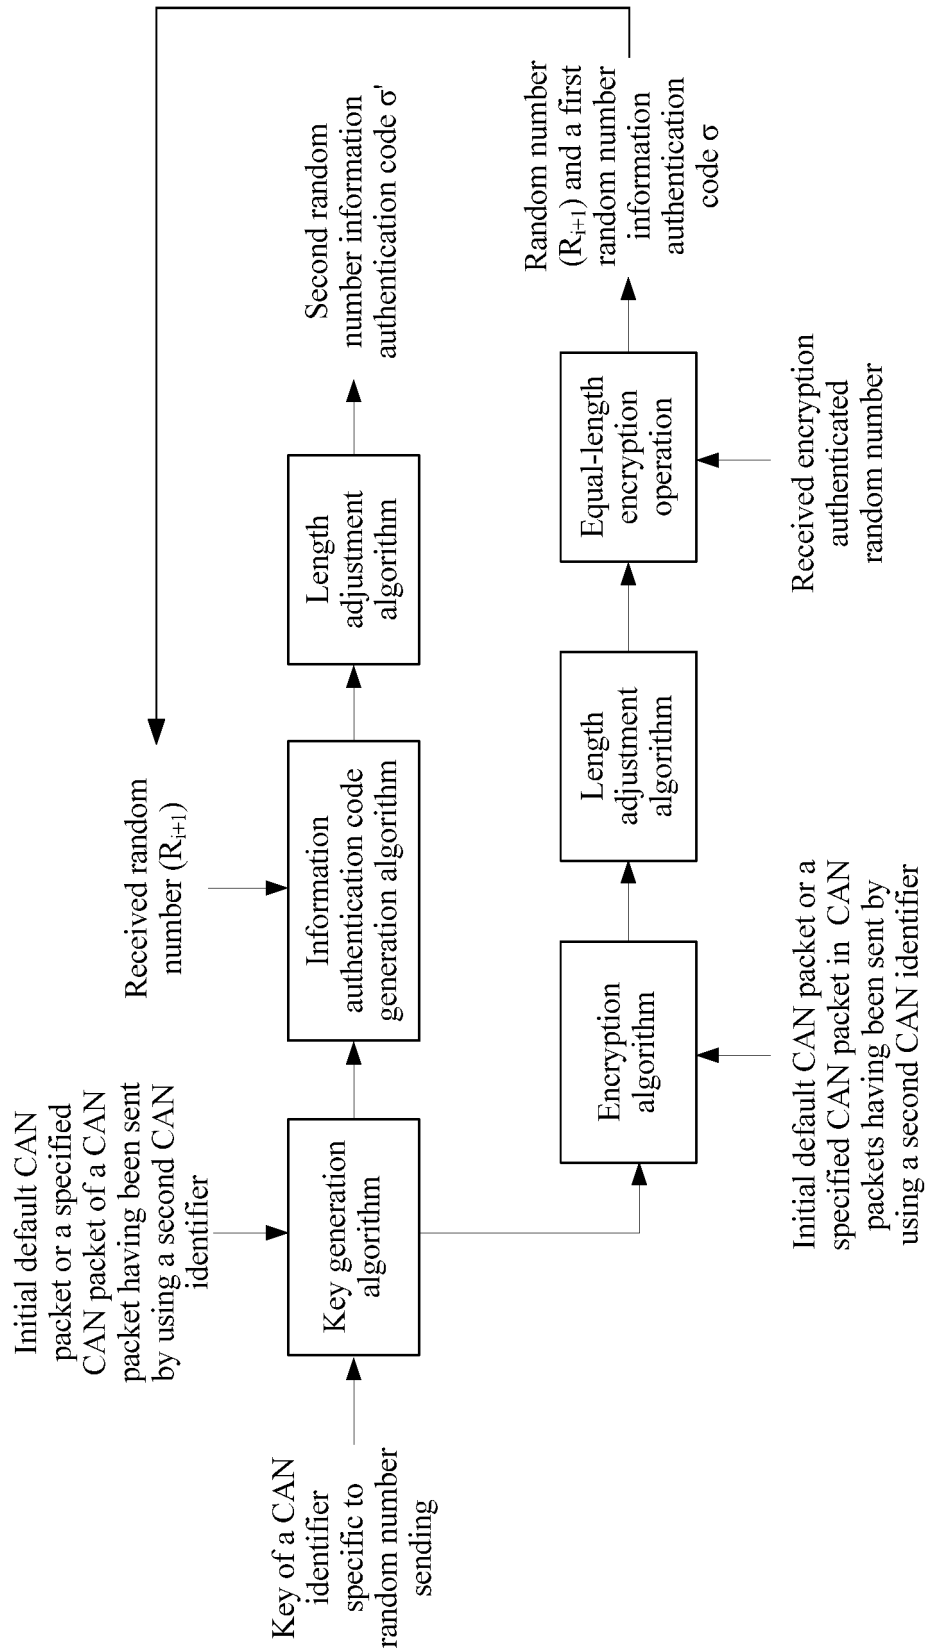 Key of a CAN
identifier
specific to
random number
sending
Initial default CAN
packet or a specified
CAN packet of a CAN
packet having been sent
by using a second CAN
identifier
Key generation
algorithm
Received random
number (Ri+1)
Information
authentication code
generation algorithm
Length
adjustment
algorithm
Second random
number information
authentication code σ'
Encryption
algorithm
Initial default CAN packet or a
specified CAN packet in CAN
packets having been sent by
using a second CAN identifier
Length
adjustment
algorithm
Equal-length
encryption
operation
Received encryption
authenticated
random number
Random number
(Ri+1) and a first
random number
information
authentication
code σ